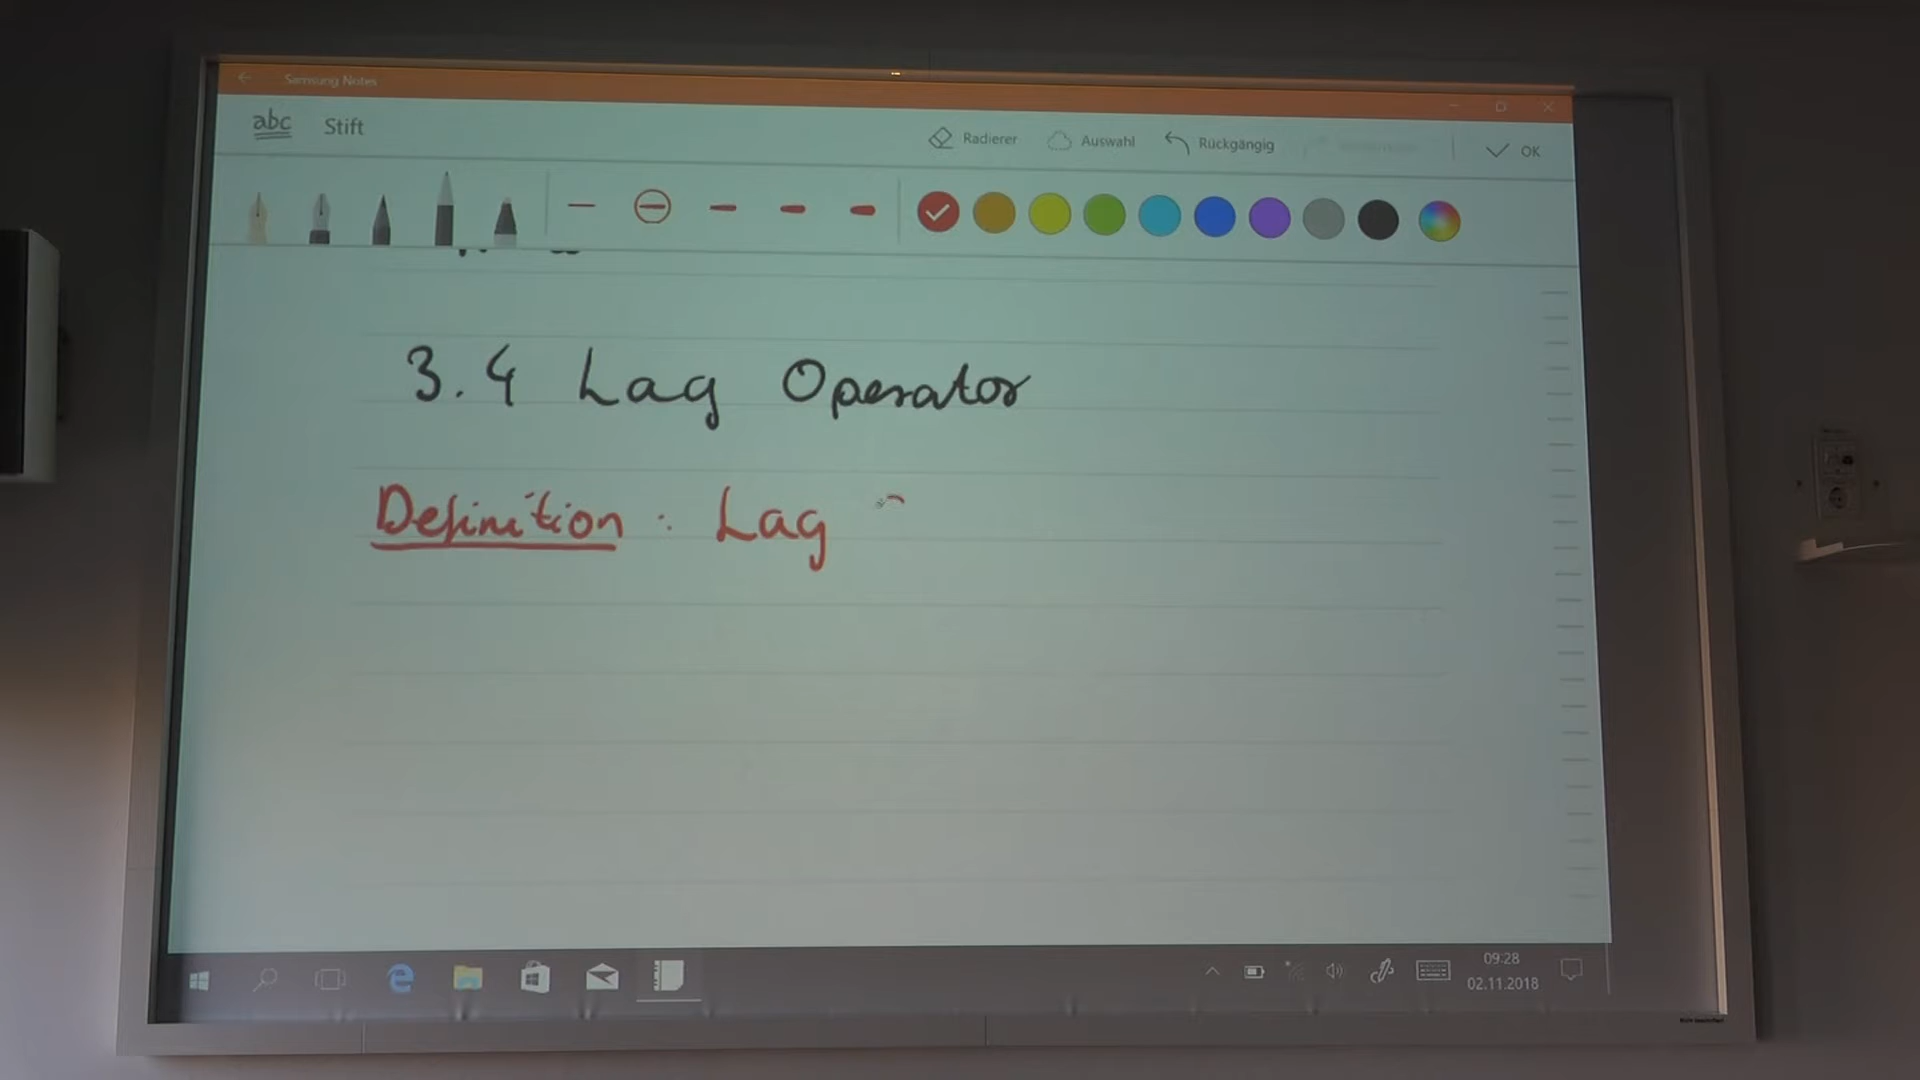 Samsung Notes
abc Stift Radierer Auswahl Rückgängig OK
3.4 Lag Operator
Definition : Lag
09:28
02.11.2018